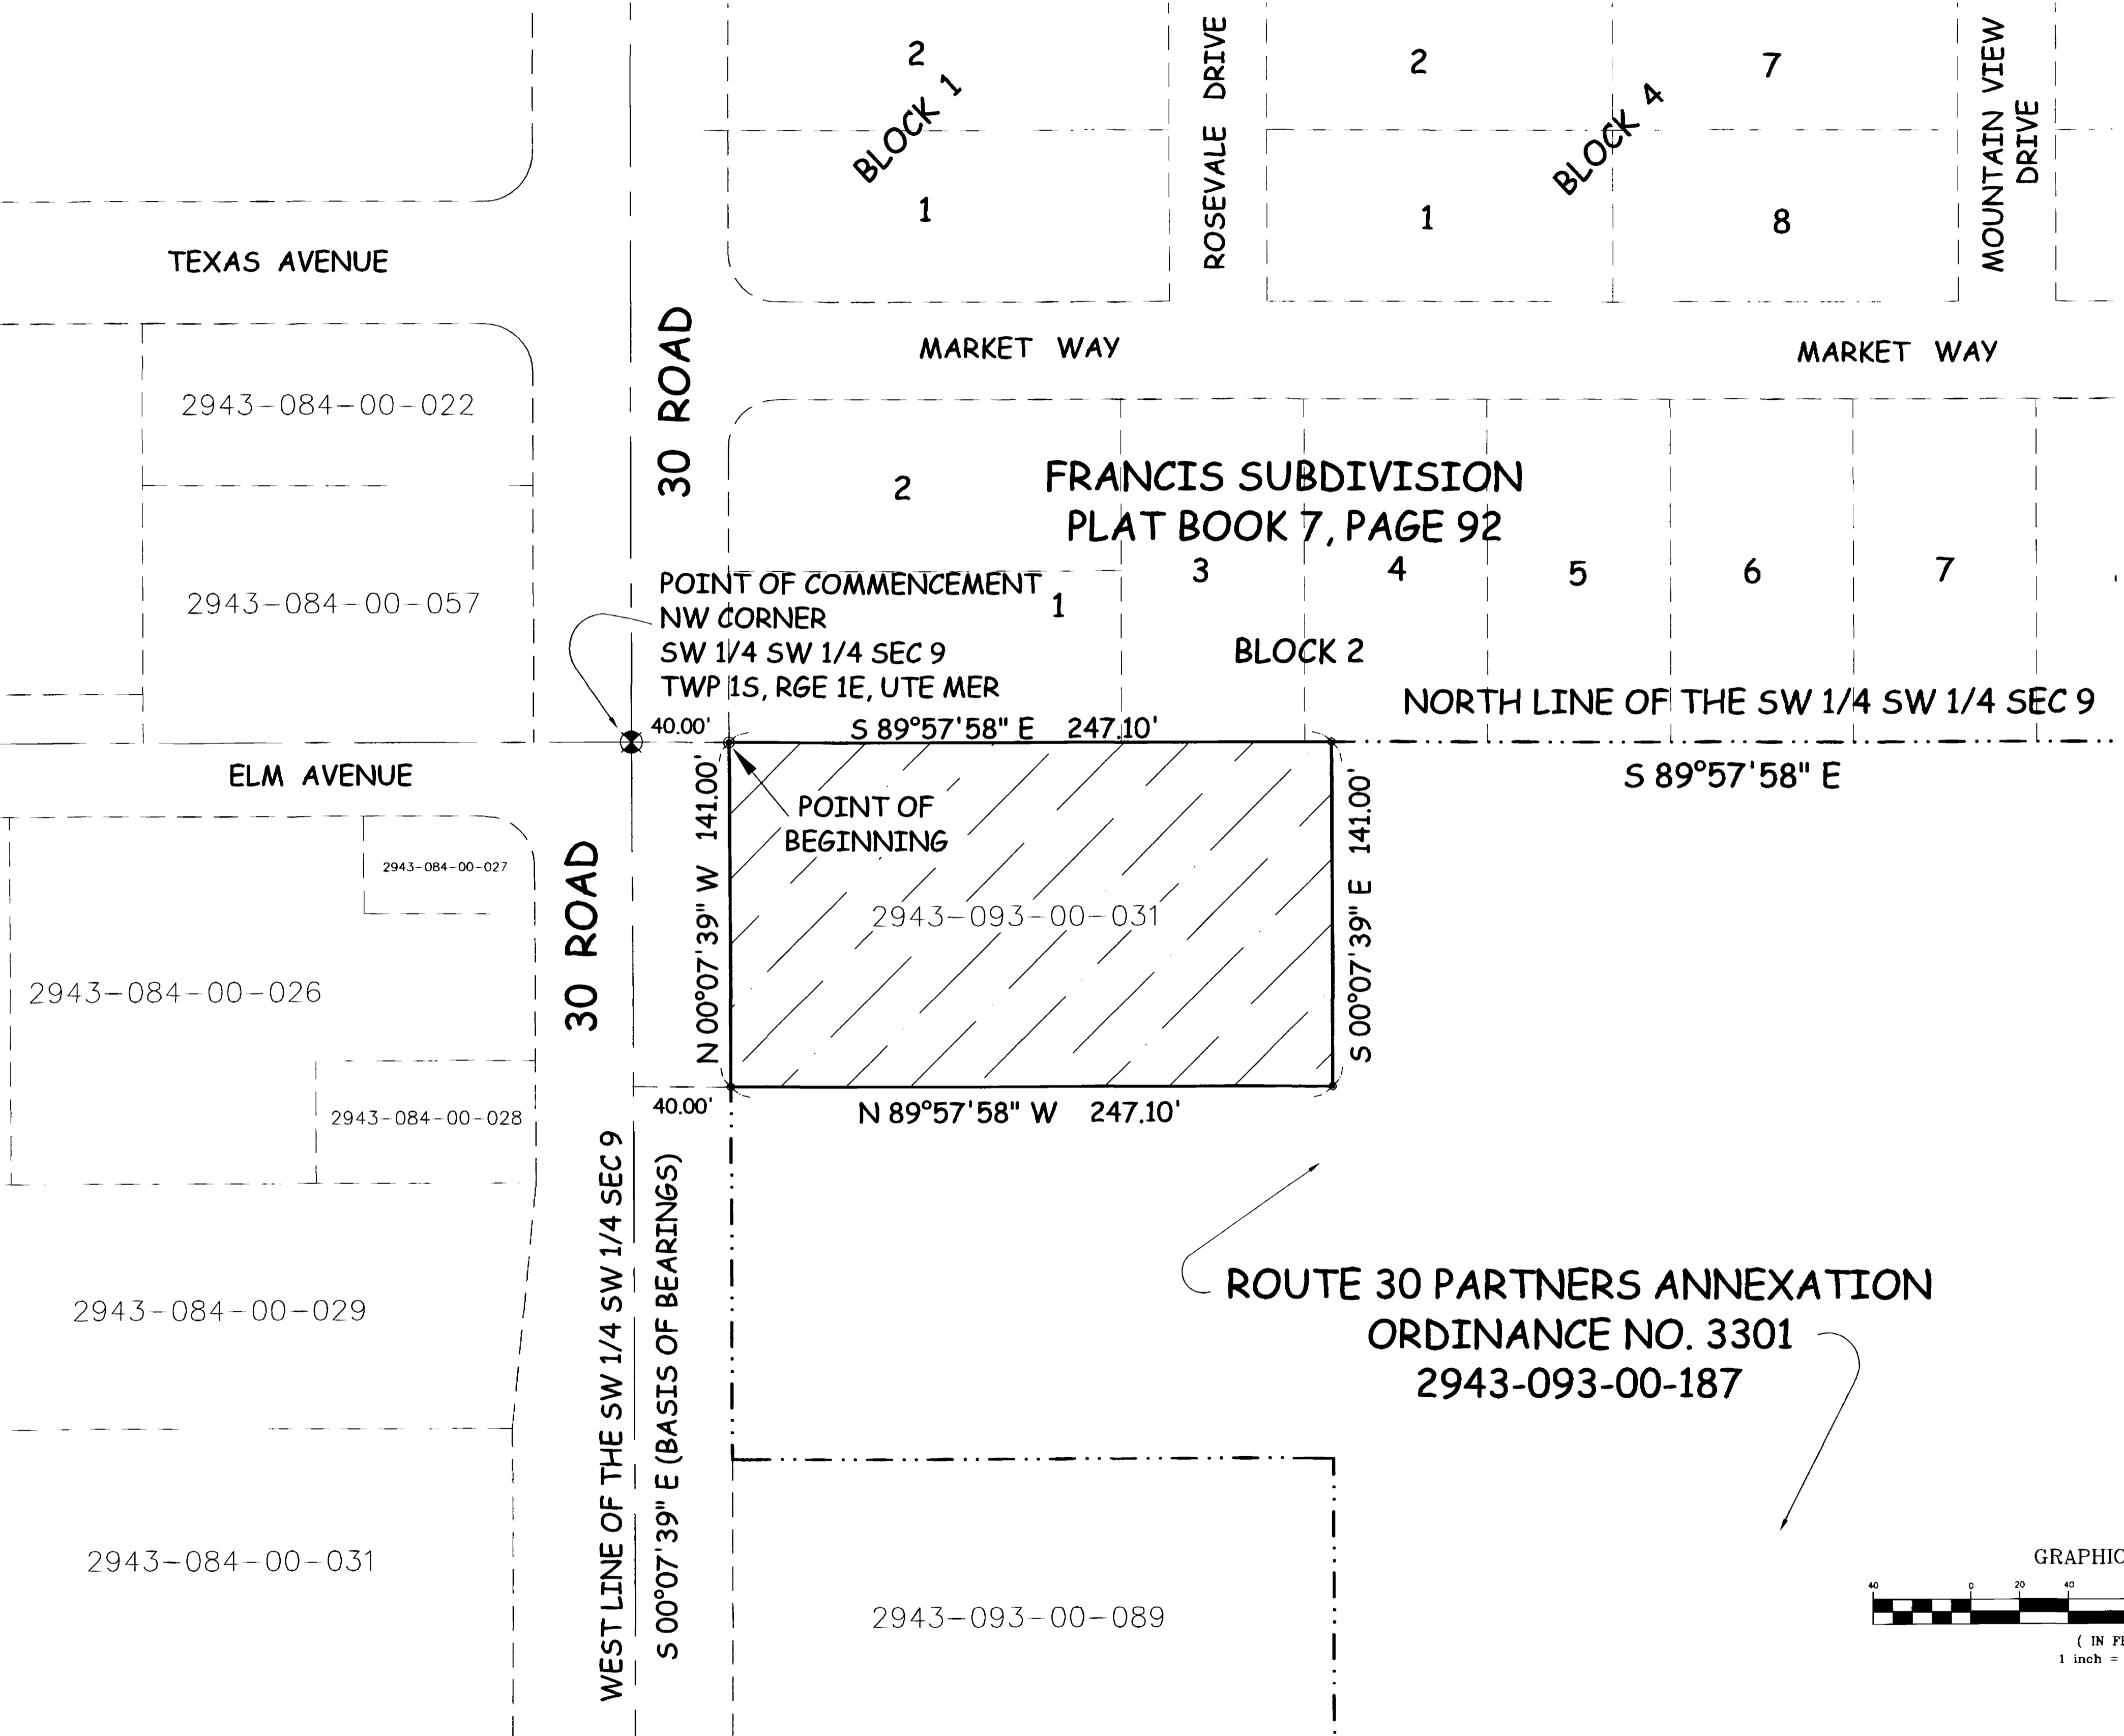 2
BLOCK 1
1
ROSEVALE DRIVE
2
BLOCK 4
7
1
8
MOUNTAIN VIEW
DRIVE
TEXAS AVENUE
30 ROAD
MARKET WAY
MARKET WAY
2943-084-00-022
2943-084-00-057
2
FRANCIS SUBDIVISION
PLAT BOOK 7, PAGE 92
3
4
5
6
7
1
BLOCK 2
POINT OF COMMENCEMENT
NW CORNER
SW 1/4 SW 1/4 SEC 9
TWP 1S, RGE 1E, UTE MER
NORTH LINE OF THE SW 1/4 SW 1/4 SEC 9
S 89°57'58" E
40.00'
S 89°57'58" E 247.10'
ELM AVENUE
POINT OF
BEGINNING
N 00°07'39" W 141.00'
S 00°07'39" E 141.00'
2943-093-00-031
30 ROAD
2943-084-00-027
2943-084-00-026
2943-084-00-028
40.00'
N 89°57'58" W 247.10'
WEST LINE OF THE SW 1/4 SW 1/4 SEC 9
S 00°07'39" E (BASIS OF BEARINGS)
2943-084-00-029
ROUTE 30 PARTNERS ANNEXATION
ORDINANCE NO. 3301
2943-093-00-187
2943-084-00-031
2943-093-00-089
GRAPHIC
40 0 20 40
( IN
1 inch =